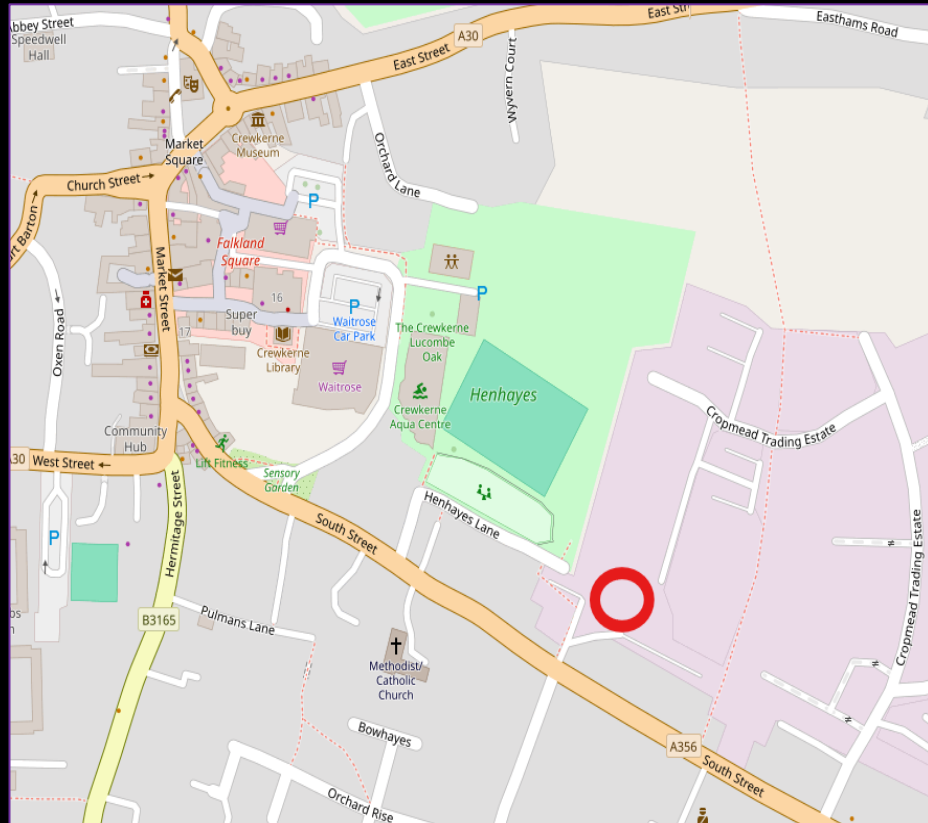 East Str
Easthams Road
Abbey Street
Speedwell
Hall
A30
East Street
Wyvern Court
Crewkerne
Museum
Market
Square
Orchard Lane
Church Street
P
rt Barton
Falkland
Square
Market Street
P
16
Waitrose
Car Park
Super
buy
17
The Crewkerne
Lucombe
Oak
Oxen Road
Crewkerne
Library
Waitrose
Henhayes
Crewkerne
Aqua Centre
Cropmead Trading Estate
Community
Hub
A30
West Street
Lift Fitness
Sensory
Garden
Henhayes Lane
South Street
P
Hermitage Street
Cropmead Trading Estate
B3165
Pulmans Lane
Methodist/
Catholic
Church
Bowhayes
A356
South Street
Orchard Rise
P